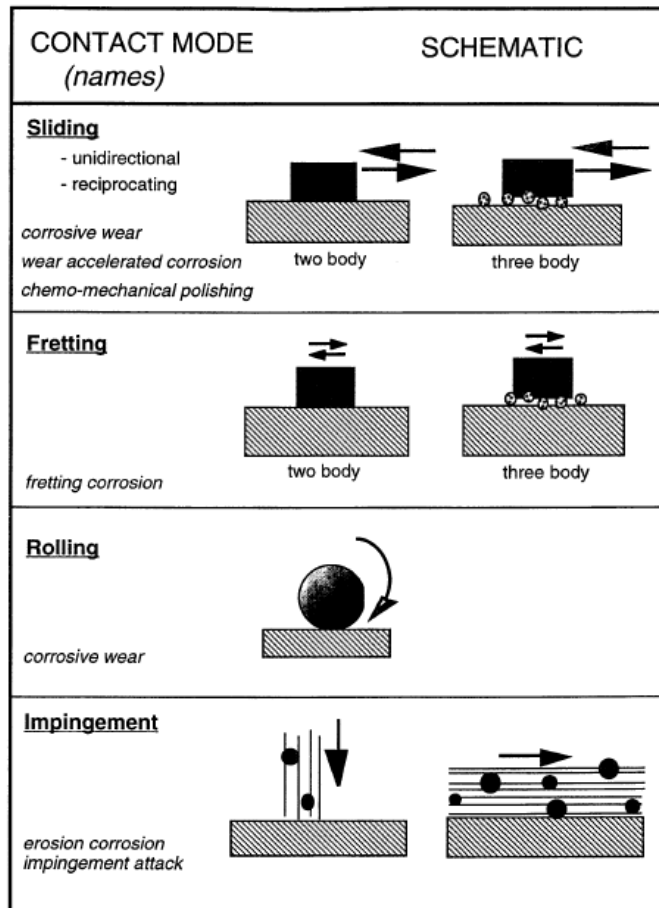 CONTACT MODE
(names)
SCHEMATIC
Sliding
- unidirectional
- reciprocating
corrosive wear
wear accelerated corrosion
chemo-mechanical polishing
two body
three body
Fretting
fretting corrosion
two body
three body
Rolling
corrosive wear
Impingement
erosion corrosion
impingement attack